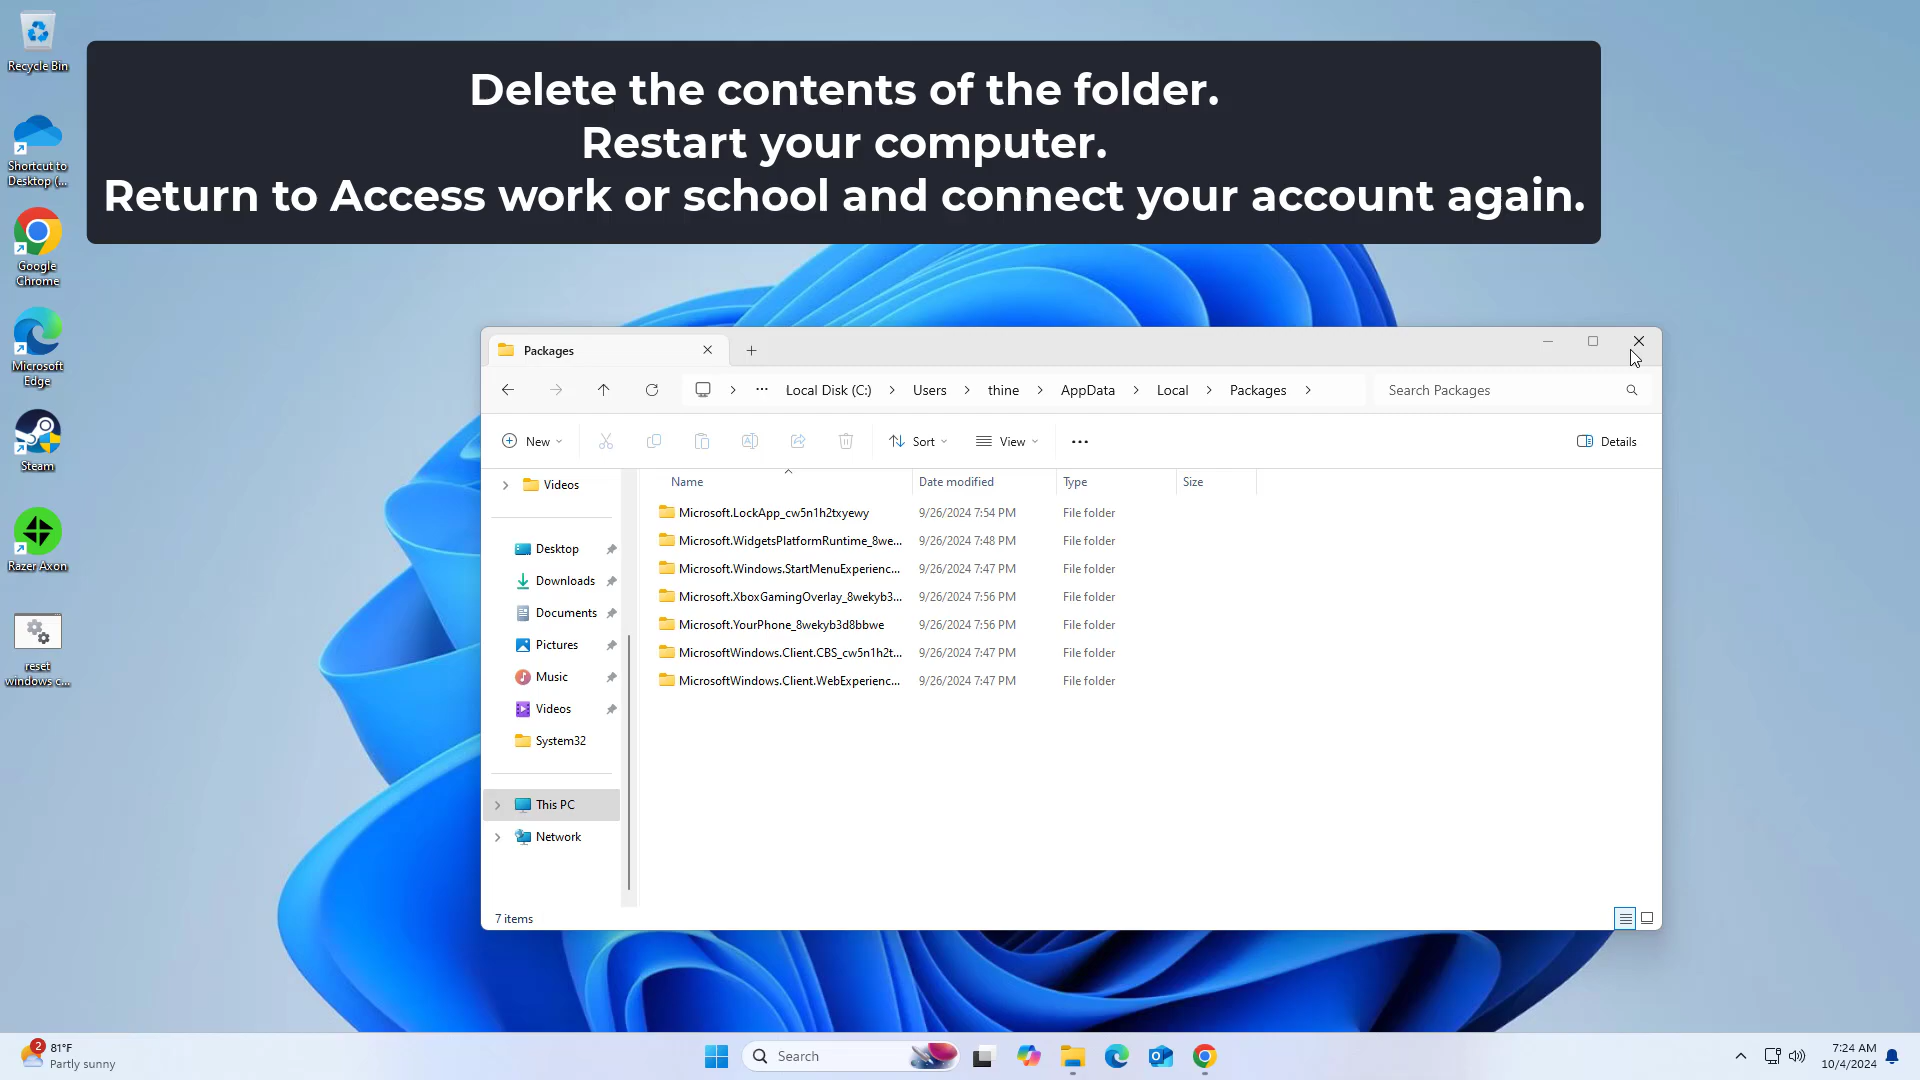 Delete the contents of the folder.
Restart your computer.
Return to Access work or school and connect your account again.
Recycle Bin
Shortcut to
Desktop (...
Google
Chrome
Microsoft
Edge
Steam
Razer Axon
reset
windows c...
Packages
... Local Disk (C:) Users thine AppData Local Packages
Search Packages
New
Sort
View
...
Details
Name Date modified Type Size
Videos
Desktop
Downloads
Documents
Pictures
Music
Videos
System32
This PC
Network
Microsoft.LockApp_cw5n1h2txyewy 9/26/2024 7:54 PM File folder
Microsoft.WidgetsPlatformRuntime_8we... 9/26/2024 7:48 PM File folder
Microsoft.Windows.StartMenuExperienc... 9/26/2024 7:47 PM File folder
Microsoft.XboxGamingOverlay_8wekyb3... 9/26/2024 7:56 PM File folder
Microsoft.YourPhone_8wekyb3d8bbwe 9/26/2024 7:56 PM File folder
MicrosoftWindows.Client.CBS_cw5n1h2t... 9/26/2024 7:47 PM File folder
MicrosoftWindows.Client.WebExperienc... 9/26/2024 7:47 PM File folder
7 items
2
81°F
Partly sunny
Search
7:24 AM
10/4/2024